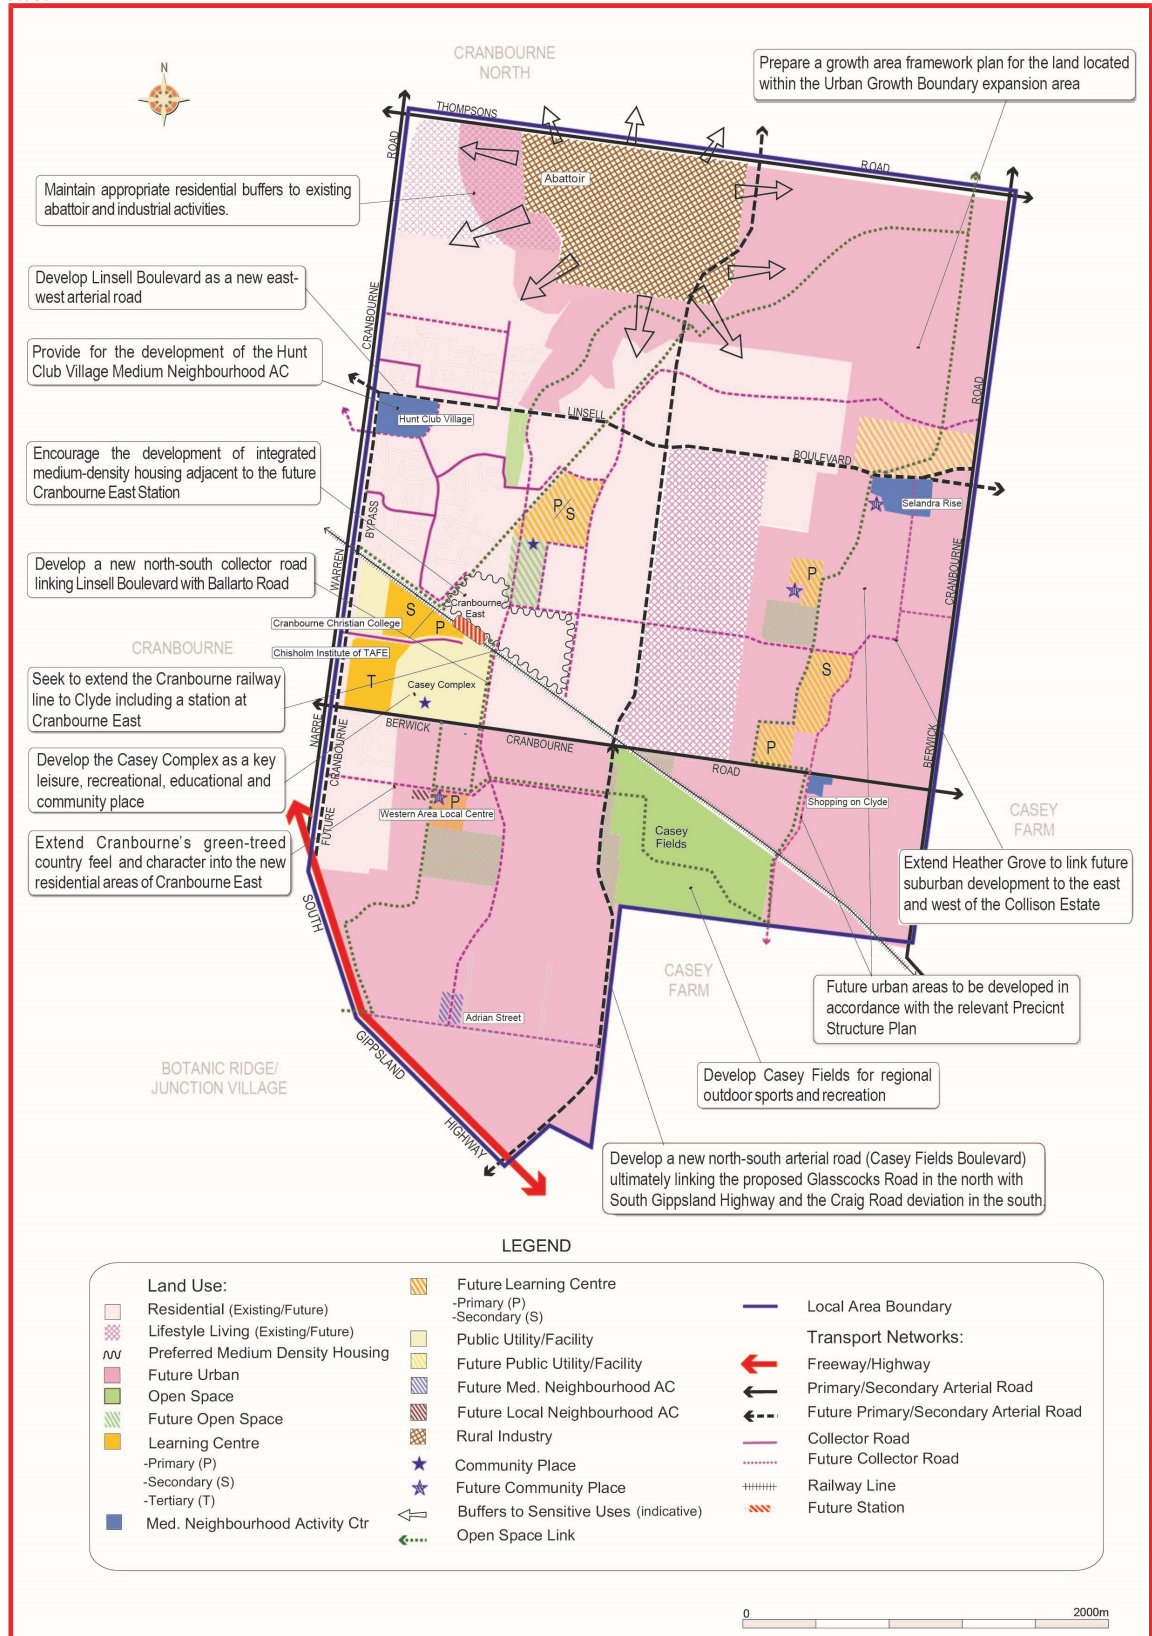 CRANBOURNE
NORTH
Prepare a growth area framework plan for the land located
within the Urban Growth Boundary expansion area
N
THOMPSONS
ROAD
ROAD
Abattoir
Maintain appropriate residential buffers to existing
abattoir and industrial activities.
Develop Linsell Boulevard as a new east-
west arterial road
CRANBOURNE
Provide for the development of the Hunt
Club Village Medium Neighbourhood AC
ROAD
Hunt Club Village
LINSELL
BOULEVARD
Encourage the development of integrated
medium-density housing adjacent to the future
Cranbourne East Station
Selandra Rise
P/S
BYPASS
Develop a new north-south collector road
linking Linsell Boulevard with Ballarto Road
WARREN
P
CRANBOURNE
S
Cranbourne
East
Cranbourne Christian College
P
CRANBOURNE
Chisholm Institute of TAFE
S
Seek to extend the Cranbourne railway
line to Clyde including a station at
Cranbourne East
T
Casey Complex
NARRE
CRANBOURNE
BERWICK
CRANBOURNE
ROAD
P
BERWICK
Develop the Casey Complex as a key
leisure, recreational, educational and
community place
P
Western Area Local Centre
Shopping on Clyde
CASEY
FARM
FUTURE
Casey
Fields
Extend Cranbourne's green-treed
country feel and character into the new
residential areas of Cranbourne East
Extend Heather Grove to link future
suburban development to the east
and west of the Collison Estate
SOUTH
CASEY
FARM
Future urban areas to be developed in
accordance with the relevant Precicnt
Structure Plan
Adrian Street
GIPPSLAND
BOTANIC RIDGE/
JUNCTION VILLAGE
Develop Casey Fields for regional
outdoor sports and recreation
HIGHWAY
Develop a new north-south arterial road (Casey Fields Boulevard)
ultimately linking the proposed Glasscocks Road in the north with
South Gippsland Highway and the Craig Road deviation in the south.
LEGEND
Land Use:
Residential (Existing/Future)
Lifestyle Living (Existing/Future)
Preferred Medium Density Housing
Future Urban
Open Space
Future Open Space
Learning Centre
-Primary (P)
-Secondary (S)
-Tertiary (T)
Med. Neighbourhood Activity Ctr
Future Learning Centre
-Primary (P)
-Secondary (S)
Public Utility/Facility
Future Public Utility/Facility
Future Med. Neighbourhood AC
Future Local Neighbourhood AC
Rural Industry
Community Place
Future Community Place
Buffers to Sensitive Uses (indicative)
Open Space Link
Local Area Boundary
Transport Networks:
Freeway/Highway
Primary/Secondary Arterial Road
Future Primary/Secondary Arterial Road
Collector Road
Future Collector Road
Railway Line
Future Station
0
2000m